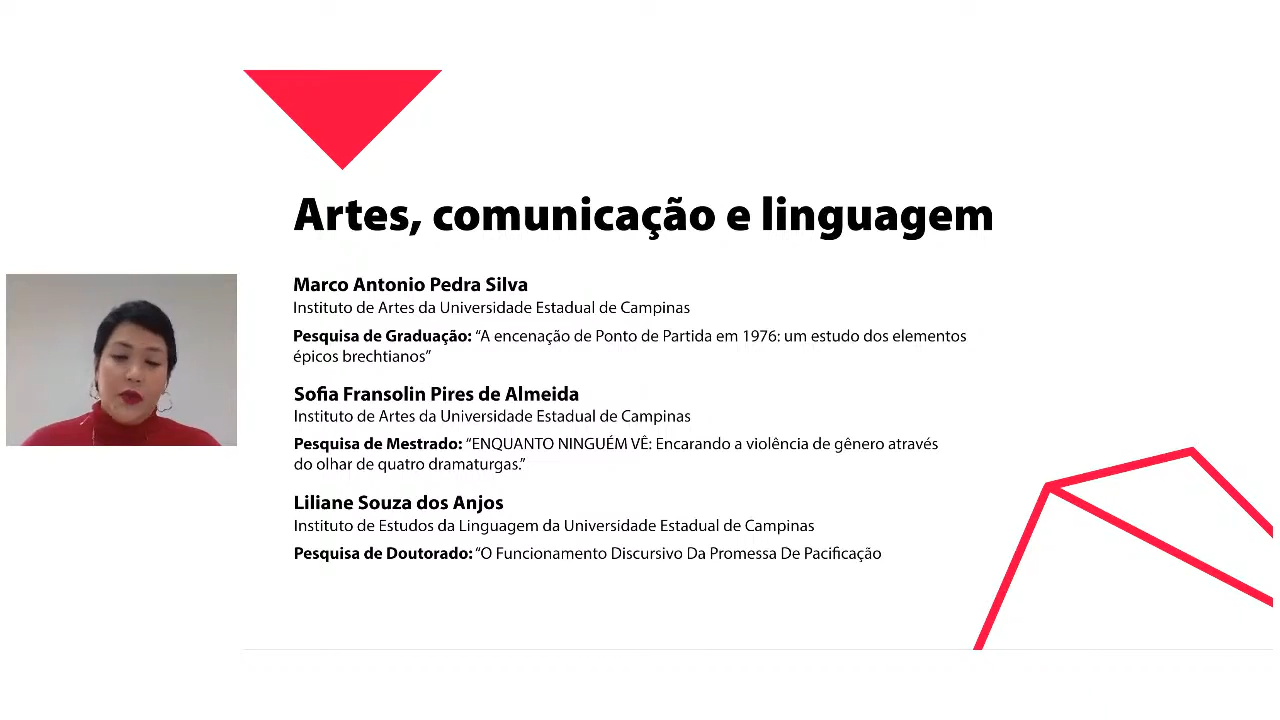 Artes, comunicação e linguagem
Marco Antonio Pedra Silva
Instituto de Artes da Universidade Estadual de Campinas
Pesquisa de Graduação: “A encenação de Ponto de Partida em 1976: um estudo dos elementos
épicos brechtianos”
Sofia Fransolin Pires de Almeida
Instituto de Artes da Universidade Estadual de Campinas
Pesquisa de Mestrado: “ENQUANTO NINGUÉM VÊ: Encarando a violência de gênero através
do olhar de quatro dramaturgas.”
Liliane Souza dos Anjos
Instituto de Estudos da Linguagem da Universidade Estadual de Campinas
Pesquisa de Doutorado: “O Funcionamento Discursivo Da Promessa De Pacificação